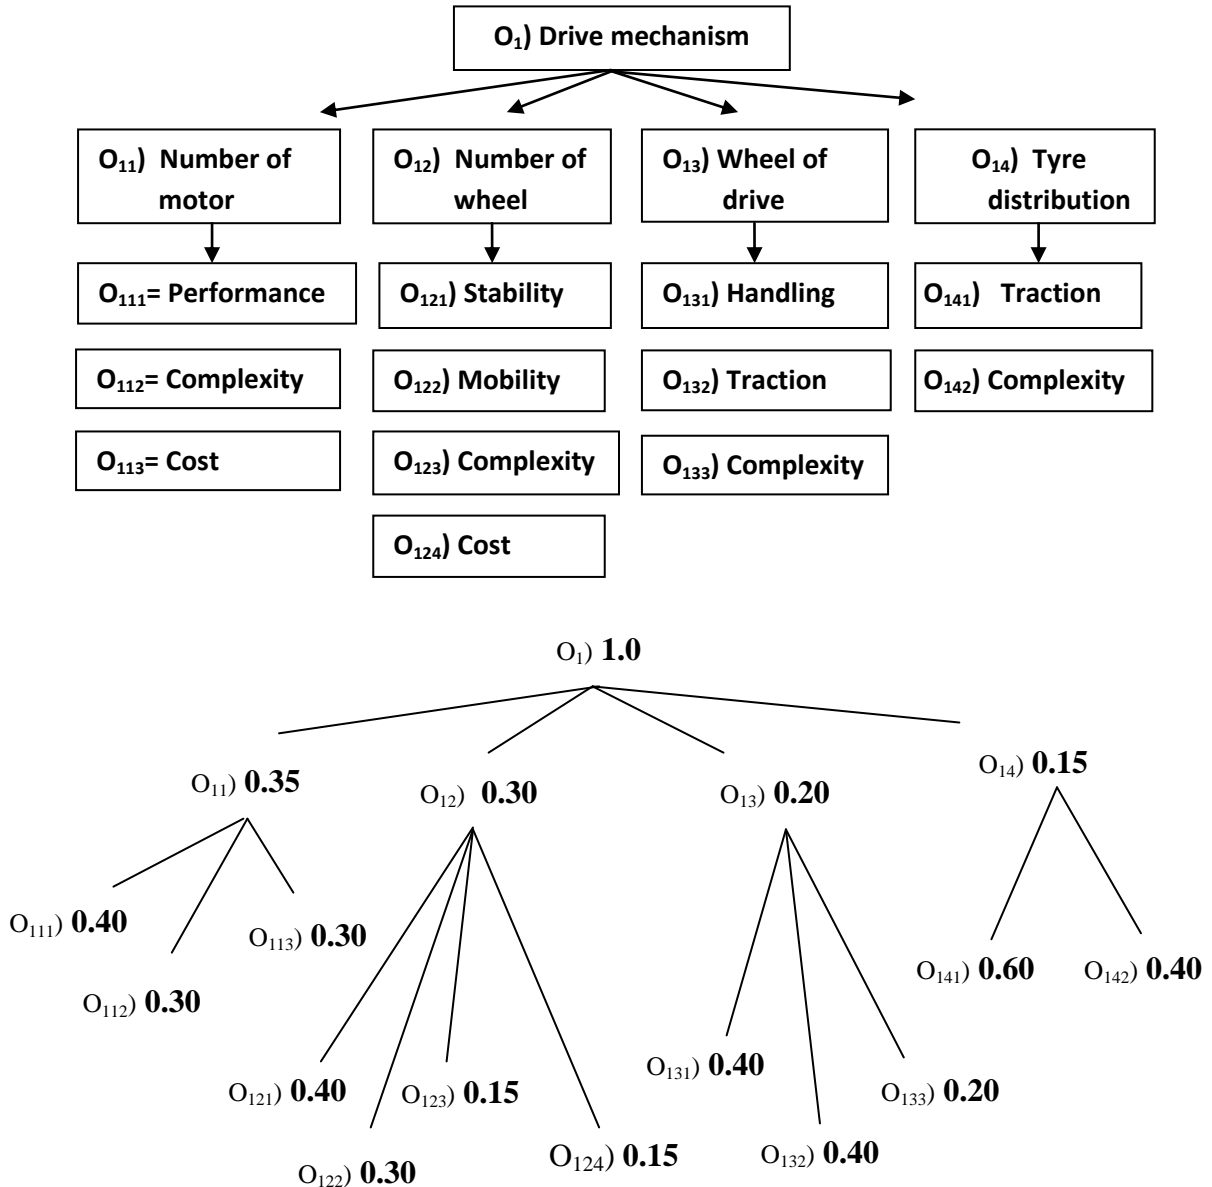 O₁) Drive mechanism
O₁₁) Number of
motor
O₁₂) Number of
wheel
O₁₃) Wheel of
drive
O₁₄) Tyre
distribution
O₁₁₁= Performance
O₁₂₁) Stability
O₁₃₁) Handling
O₁₄₁) Traction
O₁₁₂= Complexity
O₁₂₂) Mobility
O₁₃₂) Traction
O₁₄₂) Complexity
O₁₁₃= Cost
O₁₂₃) Complexity
O₁₃₃) Complexity
O₁₂₄) Cost
O₁) 1.0
O₁₁) 0.35
O₁₂) 0.30
O₁₃) 0.20
O₁₄) 0.15
O₁₁₁) 0.40
O₁₁₃) 0.30
O₁₁₂) 0.30
O₁₄₁) 0.60
O₁₄₂) 0.40
O₁₂₁) 0.40
O₁₂₃) 0.15
O₁₃₁) 0.40
O₁₃₃) 0.20
O₁₂₂) 0.30
O₁₂₄) 0.15
O₁₃₂) 0.40